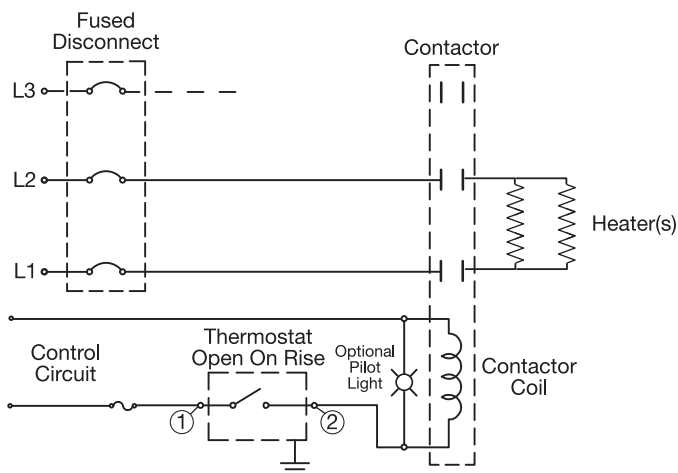 Fused
Disconnect
Contactor
L3
L2
Heater(s)
L1
Control
Circuit
Thermostat
Open On Rise
Optional
Pilot
Light
Contactor
Coil
1
2